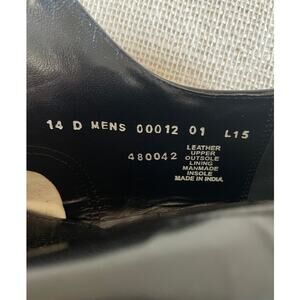 14 D MENS 00012 01 L15
480042
LEATHER
UPPER
OUTSOLE
LINING
MANMADE
INSOLE
MADE IN INDIA